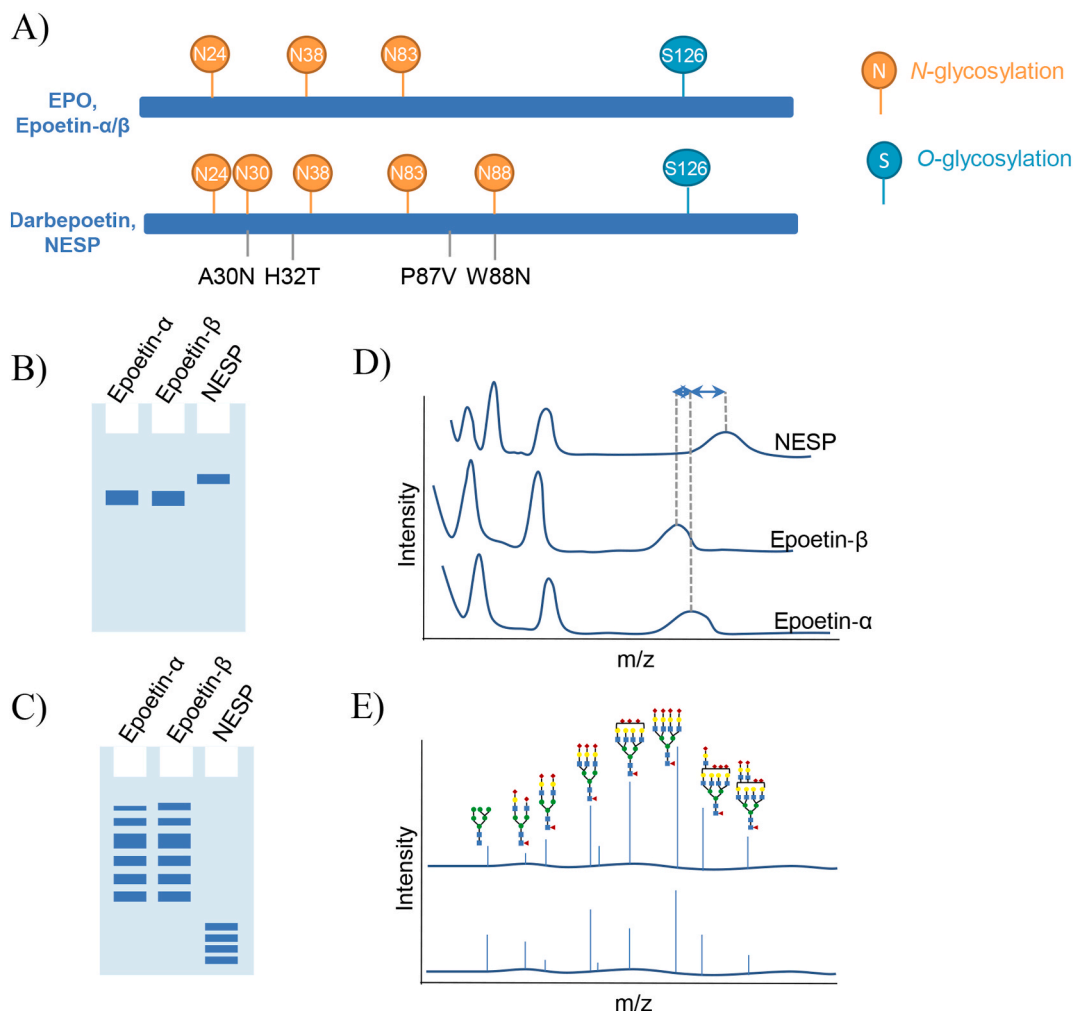 A)
N24
N38
N83
S126
EPO,
Epoetin-α/β
N24
N30
N38
N83
N88
S126
Darbepoetin,
NESP
A30N H32T P87V W88N
N N-glycosylation
S O-glycosylation
B)
Epoetin-α
Epoetin-β
NESP
C)
Epoetin-α
Epoetin-β
NESP
D)
NESP
Epoetin-β
Epoetin-α
Intensity
m/z
E)
Intensity
Intensity
m/z